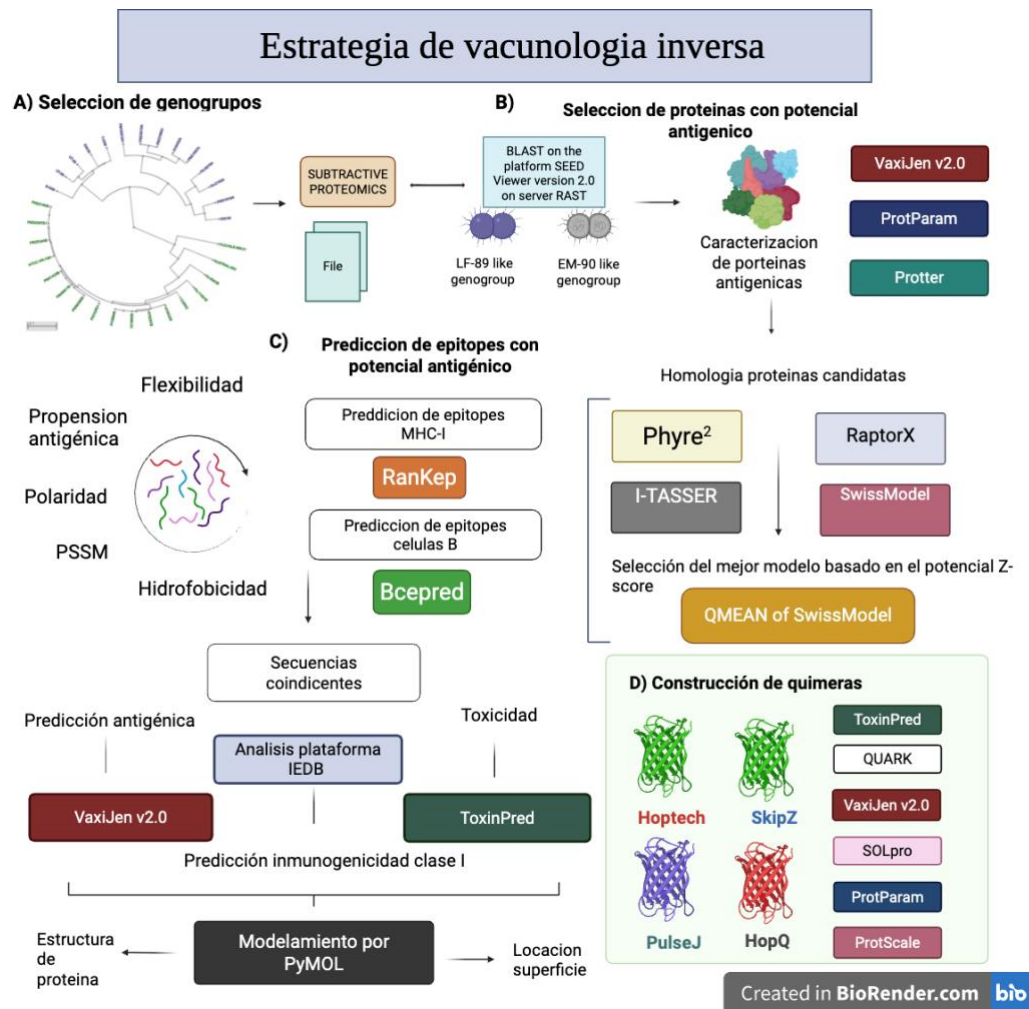 Estrategia de vacunologia inversa
A) Seleccion de genogrupos
SUBTRACTIVE
PROTEOMICS
File
B)
Seleccion de proteinas con potencial
antigenico
BLAST on the
platform SEED
Viewer version 2.0
on server RAST
LF-89 like
genogroup
EM-90 like
genogroup
Caracterizacion
de porteinas
antigenicas
VaxiJen v2.0
ProtParam
Protter
Homologia proteinas candidatas
Phyre²
RaptorX
I-TASSER
SwissModel
Selección del mejor modelo basado en el potencial Z-
score
QMEAN of SwissModel
C)
Prediccion de epitopes con
potencial antigénico
Flexibilidad
Propension
antigénica
Polaridad
PSSM
Hidrofobicidad
Preddicion de epitopes
MHC-I
RanKep
Prediccion de epitopes
celulas B
Bcepred
Secuencias
coindicentes
Predicción antigénica
Toxicidad
Analisis plataforma
IEDB
VaxiJen v2.0
ToxinPred
Predicción inmunogenicidad clase I
Estructura
de
proteina
Modelamiento por
PyMOL
Locacion
superficie
D) Construcción de quimeras
Hoptech
SkipZ
PulseJ
HopQ
ToxinPred
QUARK
VaxiJen v2.0
SOLpro
ProtParam
ProtScale
Created in BioRender.com
bio